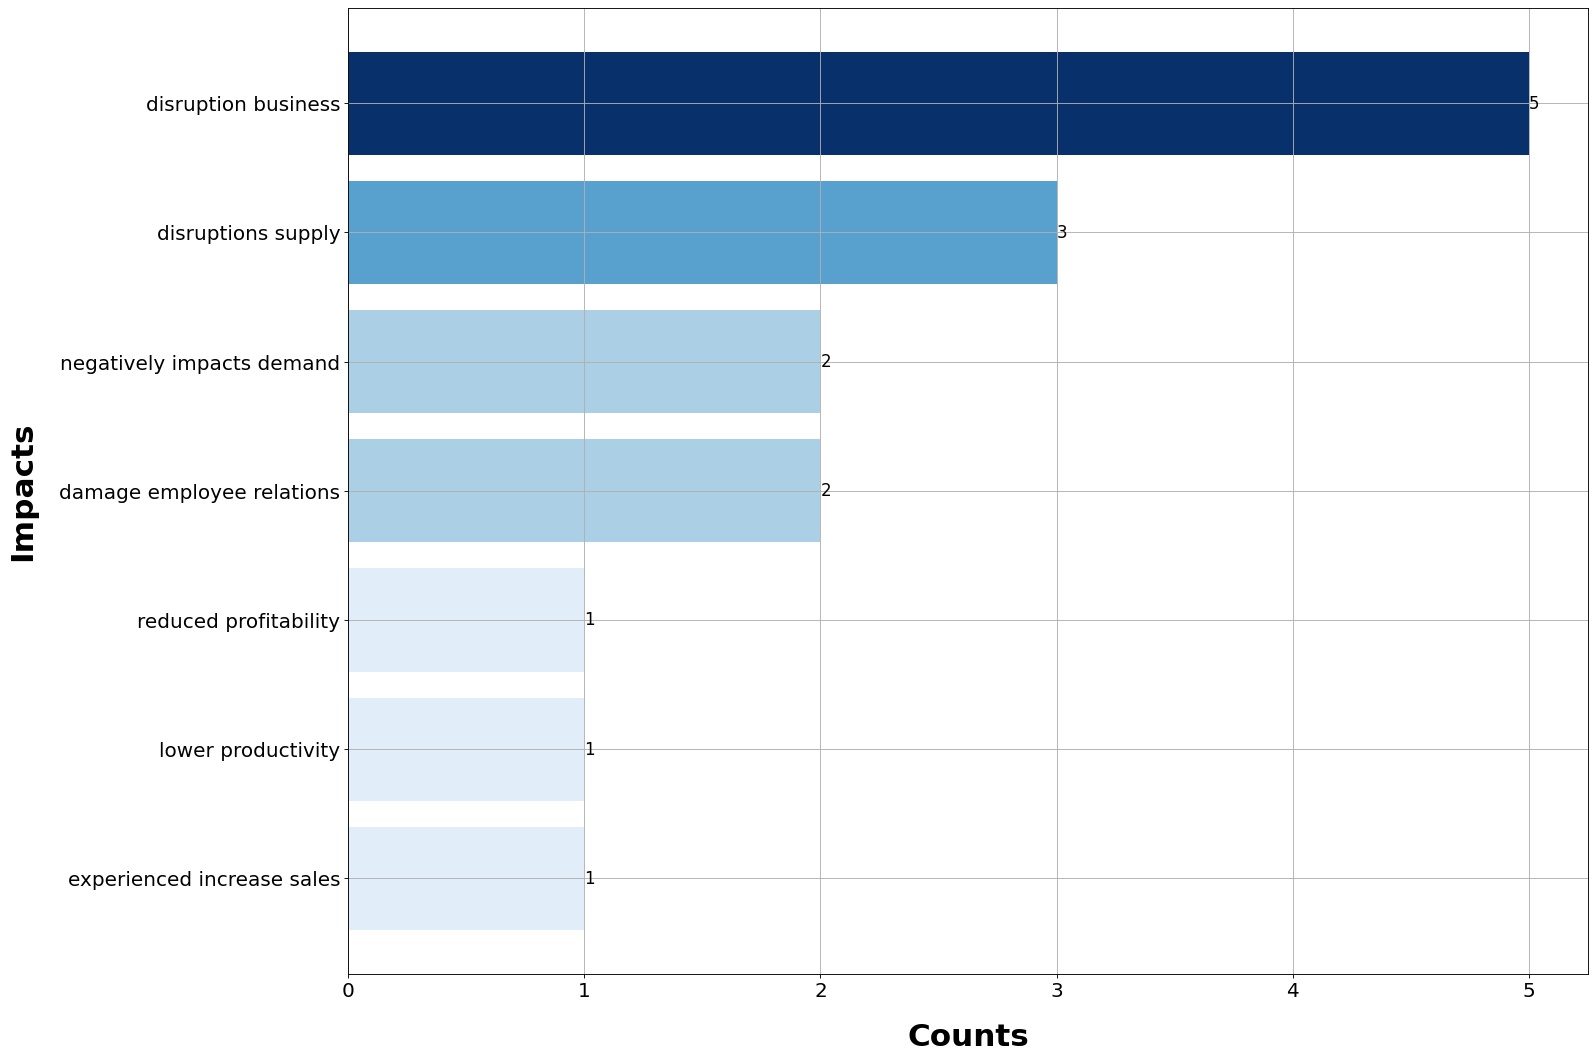 disruption business
5
disruptions supply
3
negatively impacts demand
2
damage employee relations
2
reduced profitability
1
lower productivity
1
experienced increase sales
1
Impacts
0 1 2 3 4 5
Counts